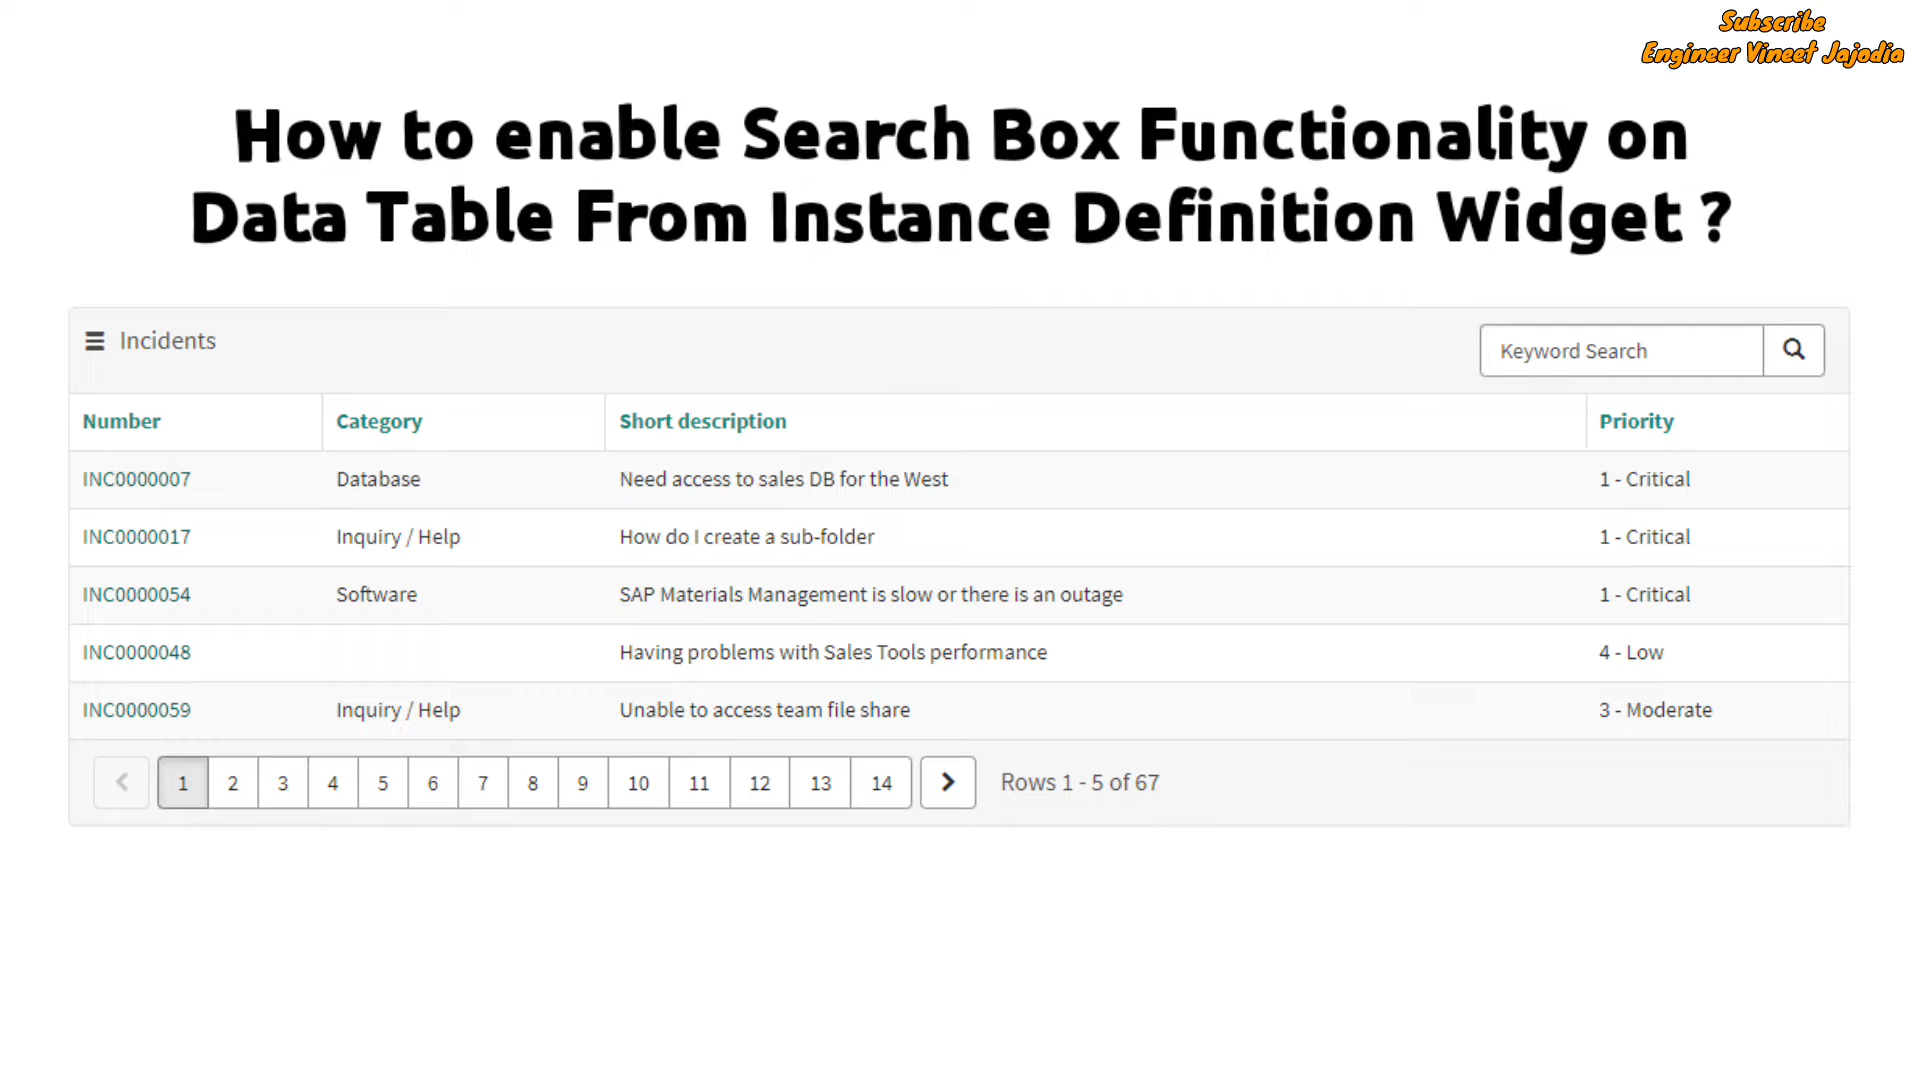 Subscribe
Engineer Vineet Jajodia
How to enable Search Box Functionality on
Data Table From Instance Definition Widget ?
Incidents
Keyword Search
Number Category Short description Priority
INC0000007 Database Need access to sales DB for the West 1 - Critical
INC0000017 Inquiry / Help How do I create a sub-folder 1 - Critical
INC0000054 Software SAP Materials Management is slow or there is an outage 1 - Critical
INC0000048 Having problems with Sales Tools performance 4 - Low
INC0000059 Inquiry / Help Unable to access team file share 3 - Moderate
1 2 3 4 5 6 7 8 9 10 11 12 13 14 Rows 1 - 5 of 67